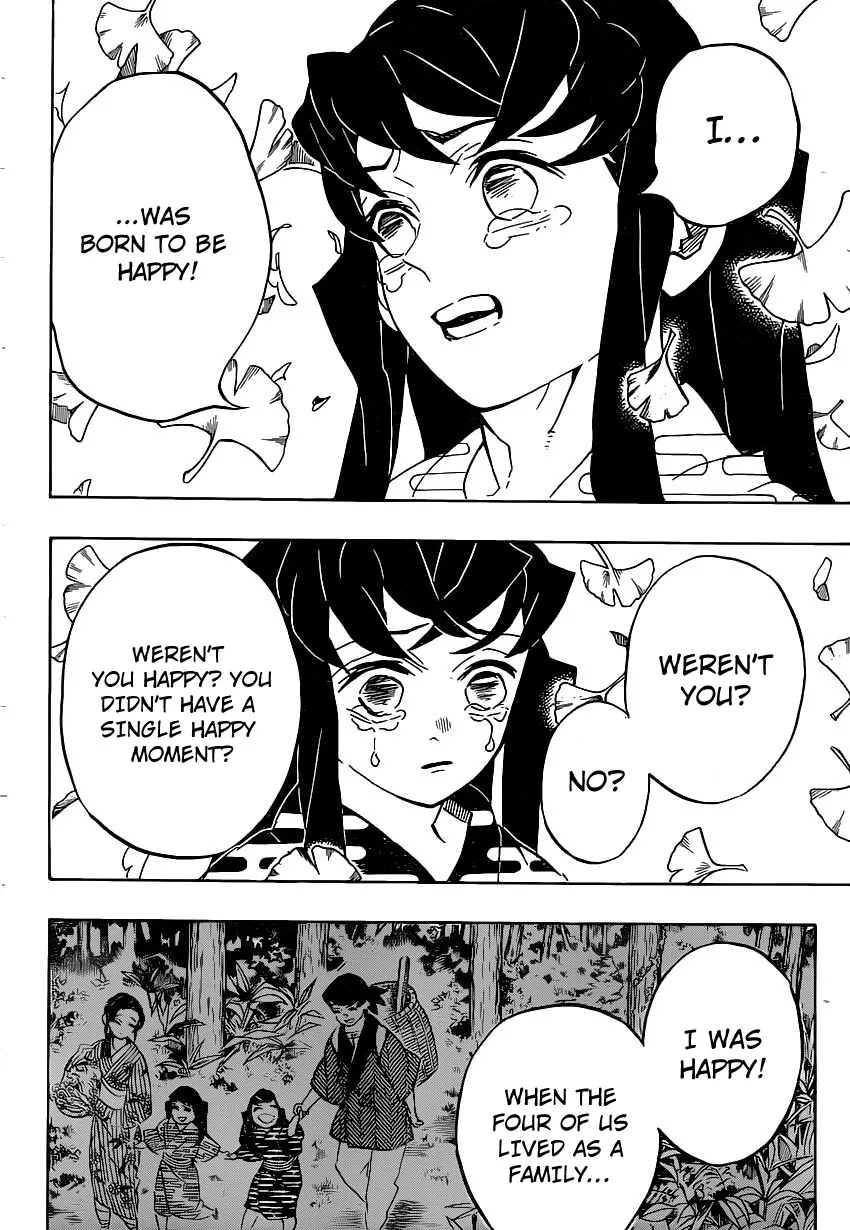 I...
...WAS
BORN TO BE
HAPPY!
WEREN'T
YOU?
NO?
WEREN'T
YOU HAPPY? YOU
DIDN'T HAVE A
SINGLE HAPPY
MOMENT?
I WAS
HAPPY!
WHEN THE
FOUR OF US
LIVED AS A
FAMILY...